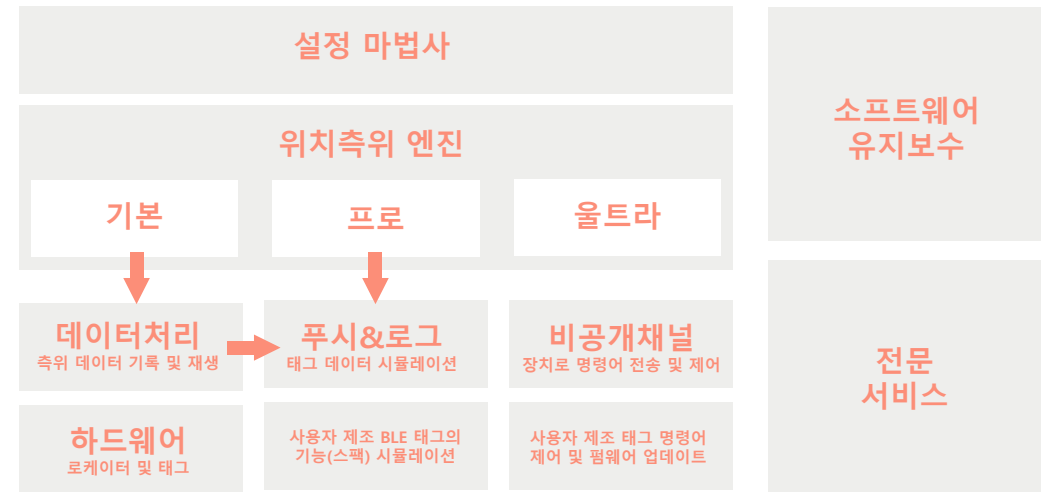 설정 마법사
위치측위 엔진
기본
프로
울트라
데이터처리
측위 데이터 기록 및 재생
푸시&로그
태그 데이터 시뮬레이션
비공개채널
장치로 명령어 전송 및 제어
하드웨어
로케이터 및 태그
사용자 제조 BLE 태그의
기능(스팩) 시뮬레이션
사용자 제조 태그 명령어
제어 및 펌웨어 업데이트
소프트웨어
유지보수
전문
서비스